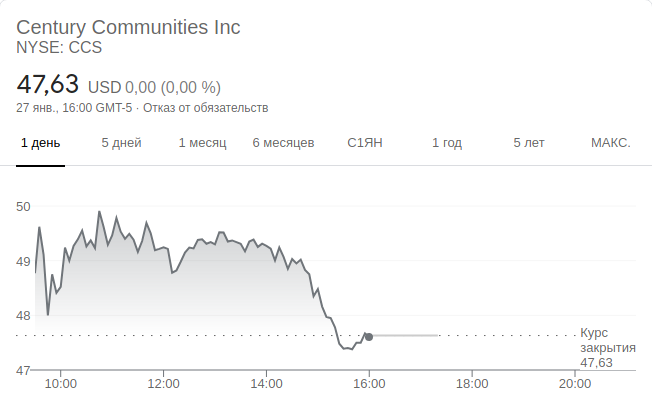 Century Communities Inc
NYSE: CCS
47,63 USD 0,00 (0,00 %)
27 янв., 16:00 GMT-5 · Отказ от обязательств
1 день 5 дней 1 месяц 6 месяцев С1ЯН 1 год 5 лет МАКС.
50
49
48
47
Курс
закрытия
47,63
10:00 12:00 14:00 16:00 18:00 20:00